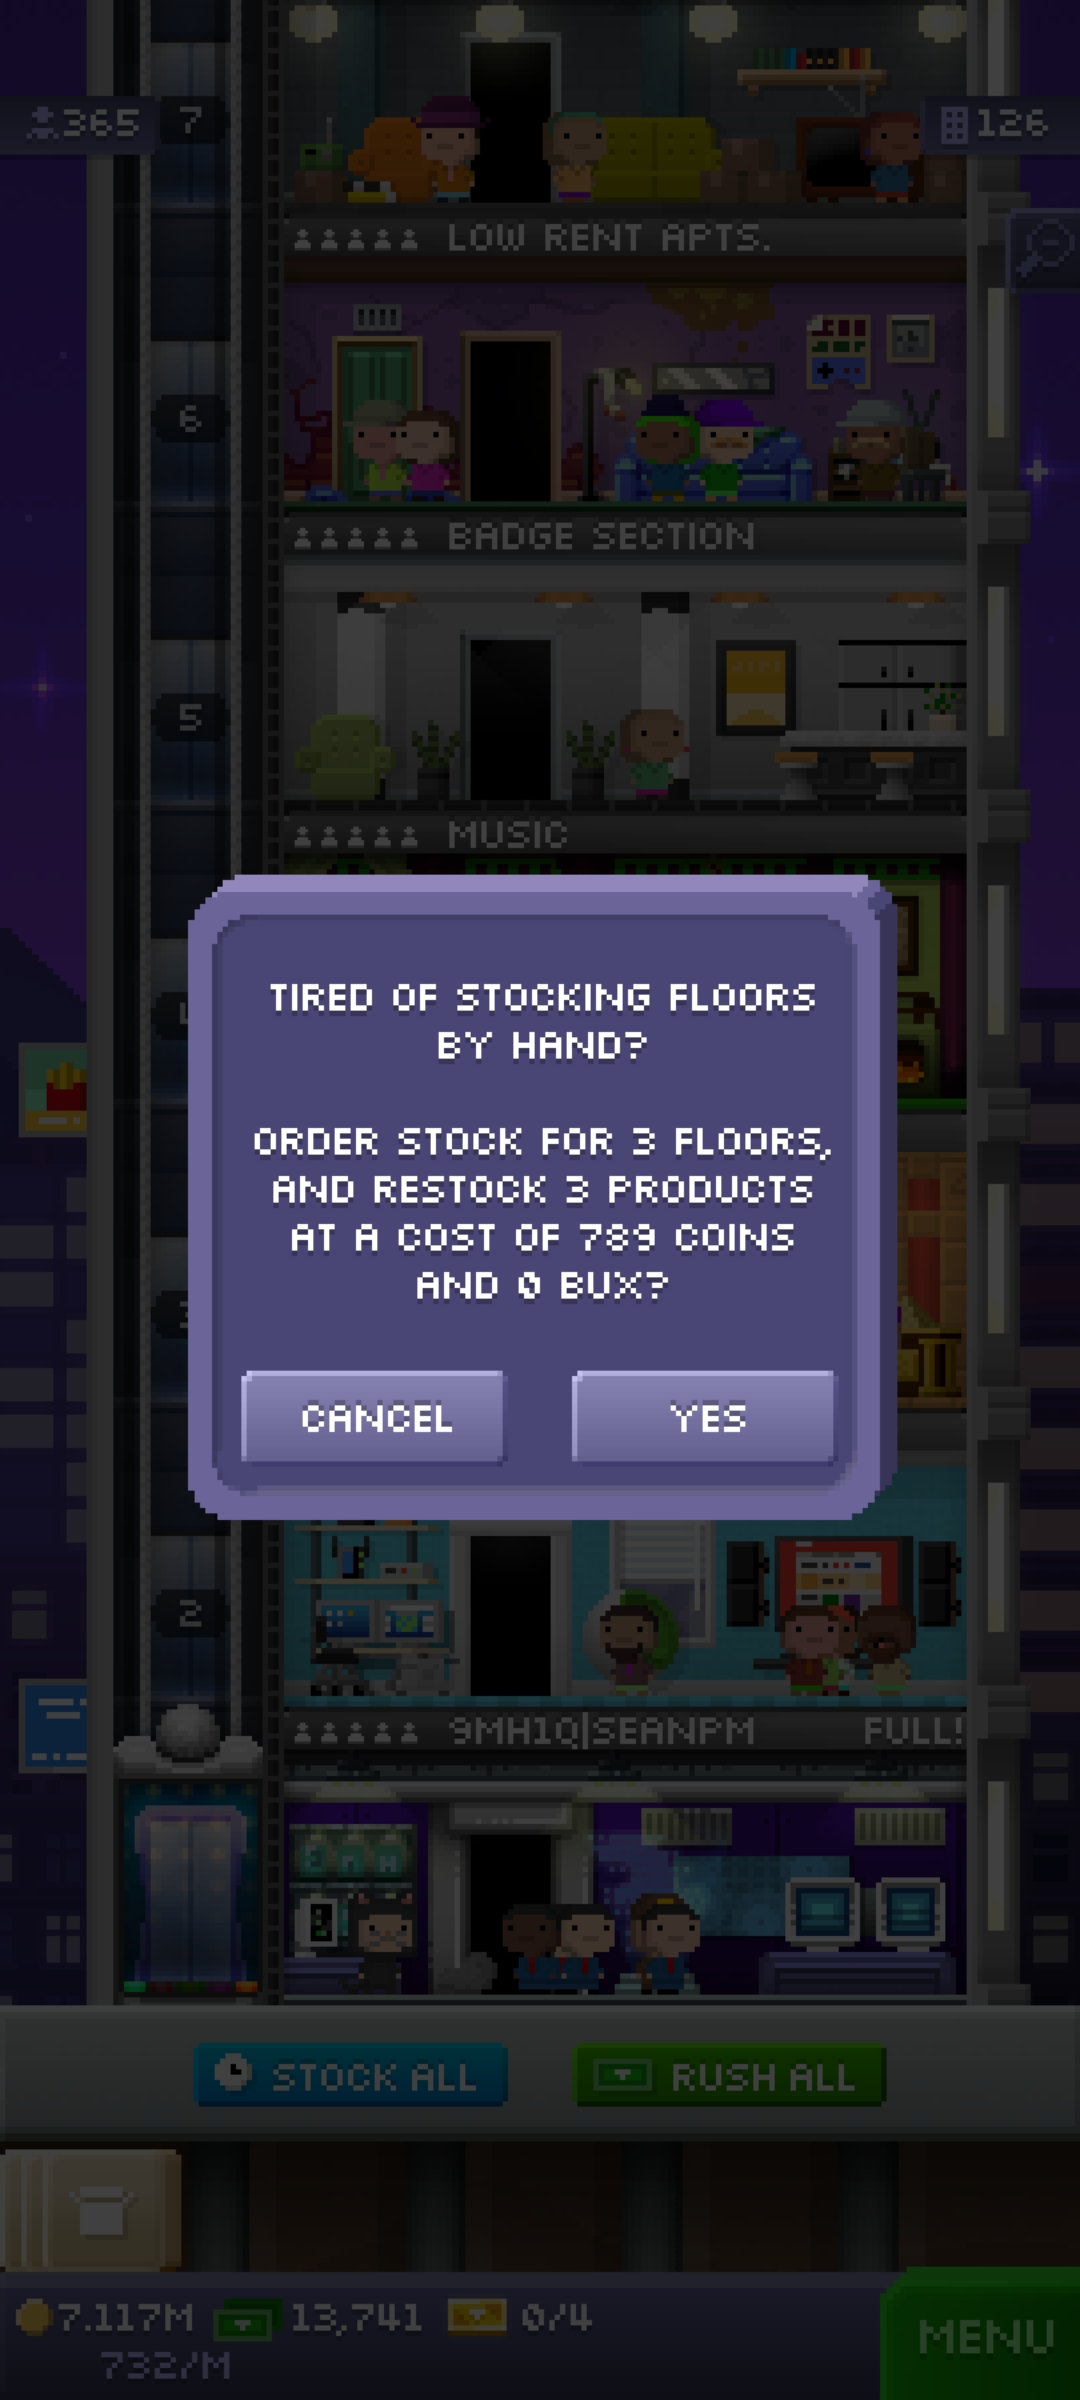 365
7
126
LOW RENT APTS.
6
BADGE SECTION
5
MUSIC
TIRED OF STOCKING FLOORS
BY HAND?
ORDER STOCK FOR 3 FLOORS,
AND RESTOCK 3 PRODUCTS
AT A COST OF 789 COINS
AND 0 BUX?
CANCEL
YES
2
9MH1Q|SEANPM FULL!
STOCK ALL
RUSH ALL
7.117M
13,741
0/4
732/M
MENU